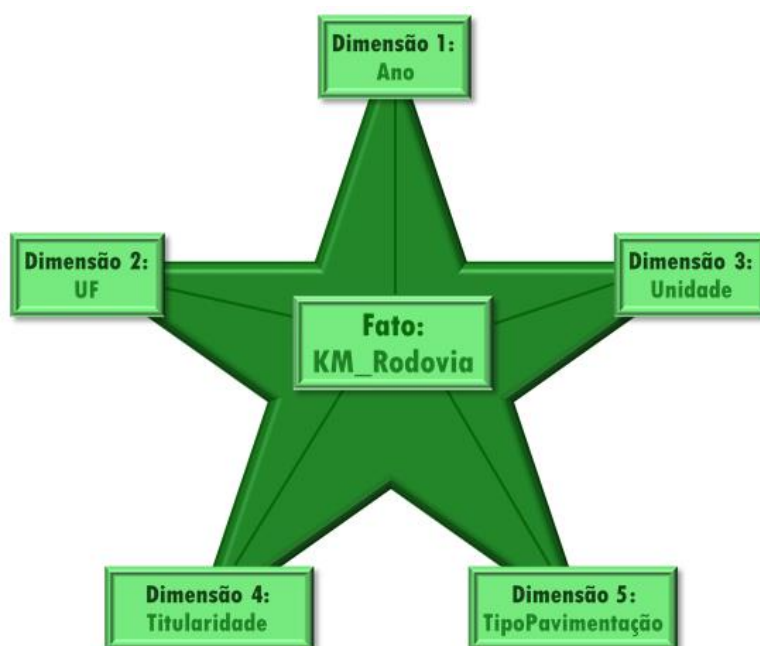 Dimensão 1:
Ano
Dimensão 2:
UF
Dimensão 3:
Unidade
Fato:
KM_Rodovia
Dimensão 4:
Titularidade
Dimensão 5:
TipoPavimentação